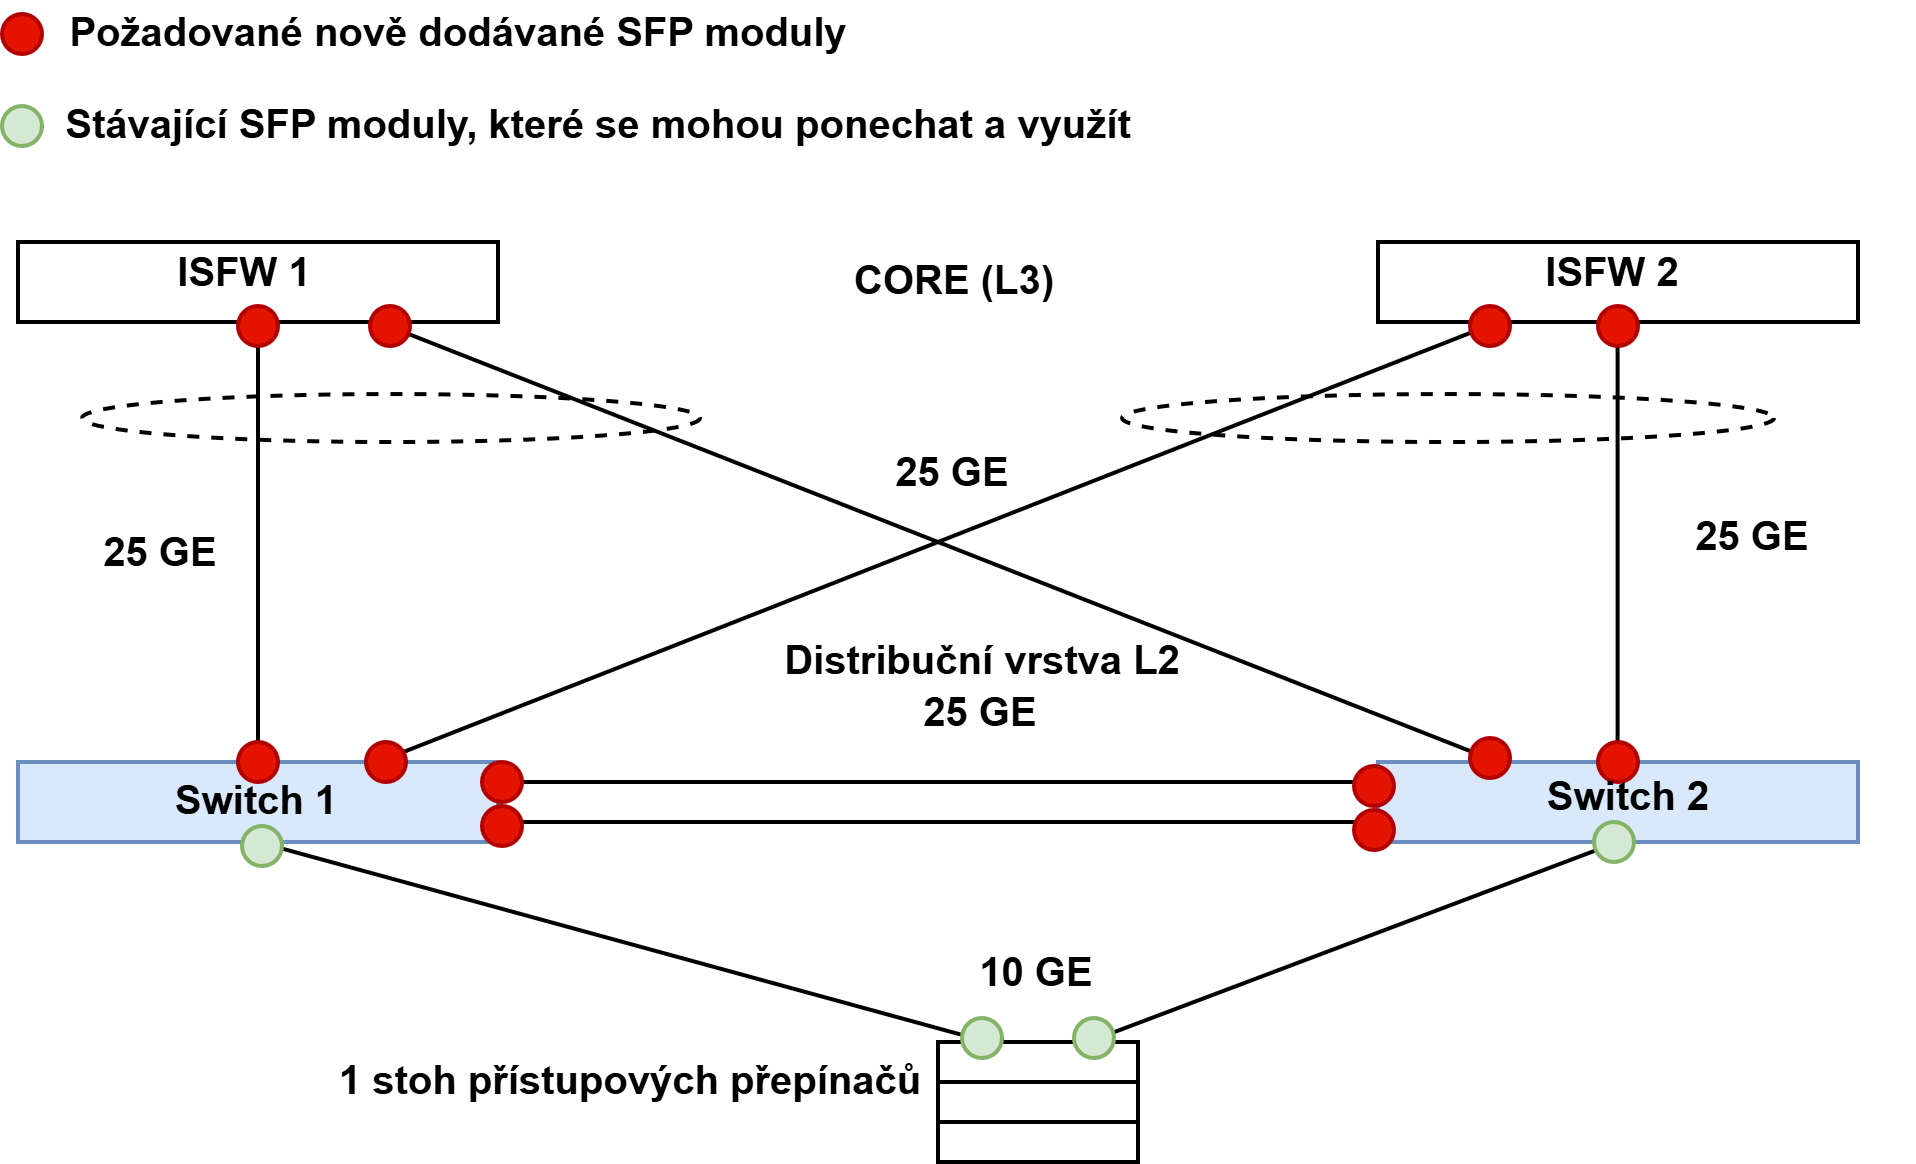 Požadované nově dodávané SFP moduly
Stávající SFP moduly, které se mohou ponechat a využít
ISFW 1
CORE (L3)
ISFW 2
25 GE
25 GE
25 GE
Distribuční vrstva L2
25 GE
Switch 1
Switch 2
10 GE
1 stoh přístupových přepínačů